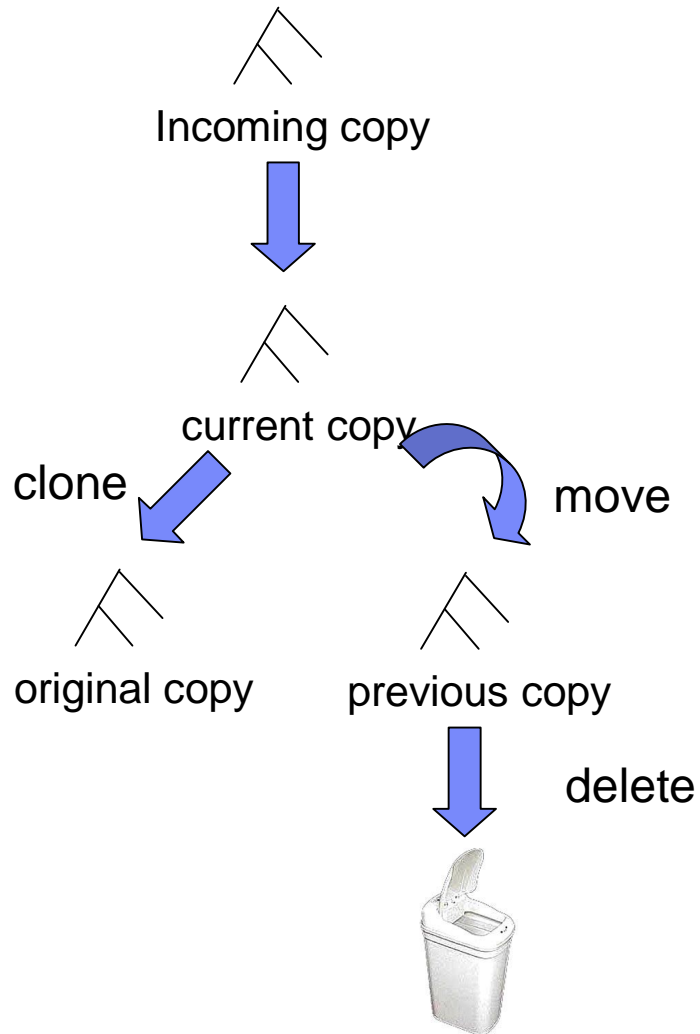 Incoming copy
current copy
clone
move
original copy
previous copy
delete